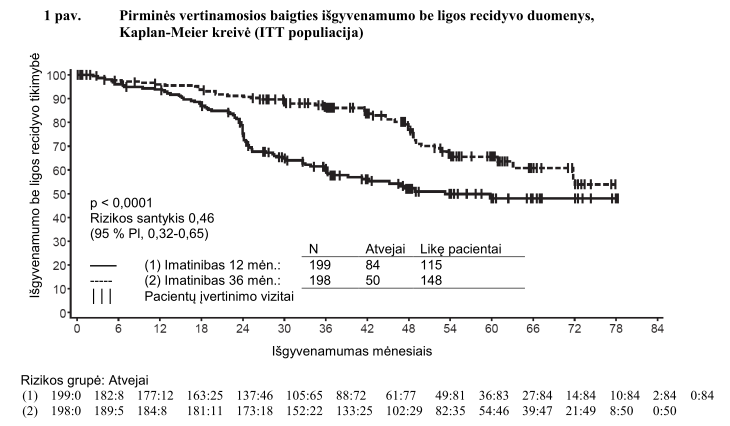 1 pav. Pirminės vertinamosios baigties išgyvenamumo be ligos recidyvo duomenys,
Kaplan-Meier kreivė (ITT populiacija)
Išgyvenamumo be ligos recidyvo tikimybė
100
90
80
70
60
50
40
30
20
10
0
p < 0,0001
Rizikos santykis 0,46
(95 % PI, 0,32-0,65)
N Atvejai Likę pacientai
(1) Imatinibas 12 mėn.: 199 84 115
(2) Imatinibas 36 mėn.: 198 50 148
Pacientų įvertinimo vizitai
0 6 12 18 24 30 36 42 48 54 60 66 72 78 84
Išgyvenamumas mėnesiais
Rizikos grupė: Atvejai
(1) 199:0 182:8 177:12 163:25 137:46 105:65 88:72 61:77 49:81 36:83 27:84 14:84 10:84 2:84 0:84
(2) 198:0 189:5 184:8 181:11 173:18 152:22 133:25 102:29 82:35 54:46 39:47 21:49 8:50 0:50